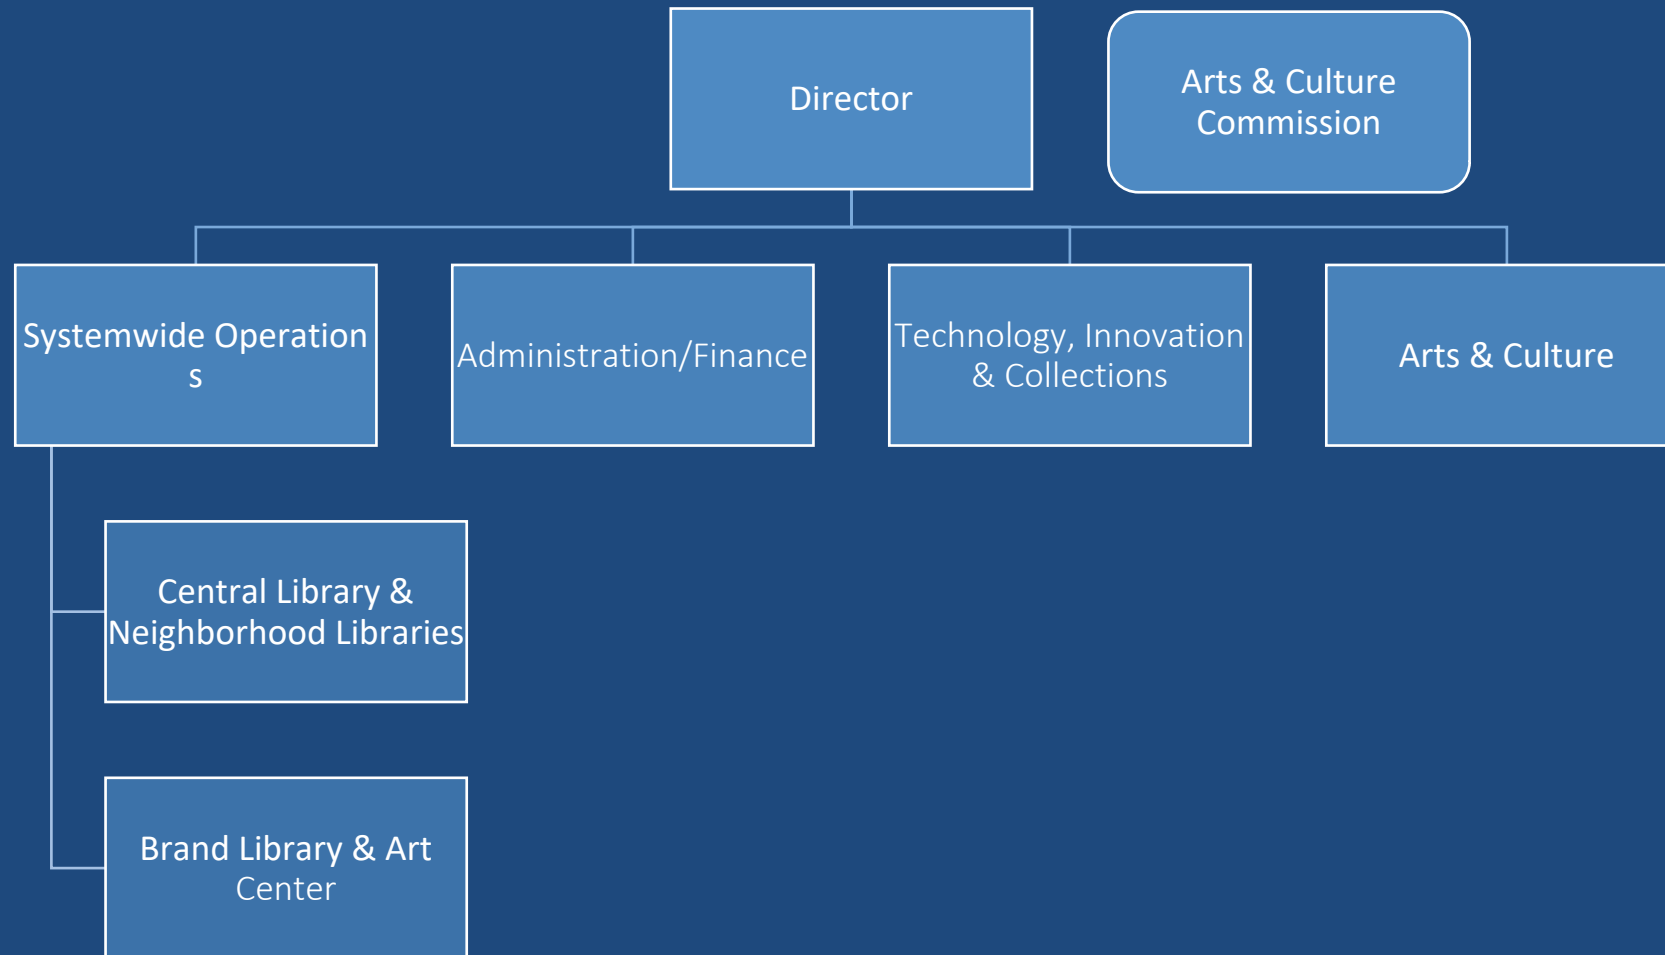 Director
Arts & Culture
Commission
Systemwide Operation
s
Administration/Finance
Technology, Innovation
& Collections
Arts & Culture
Central Library &
Neighborhood Libraries
Brand Library & Art
Center